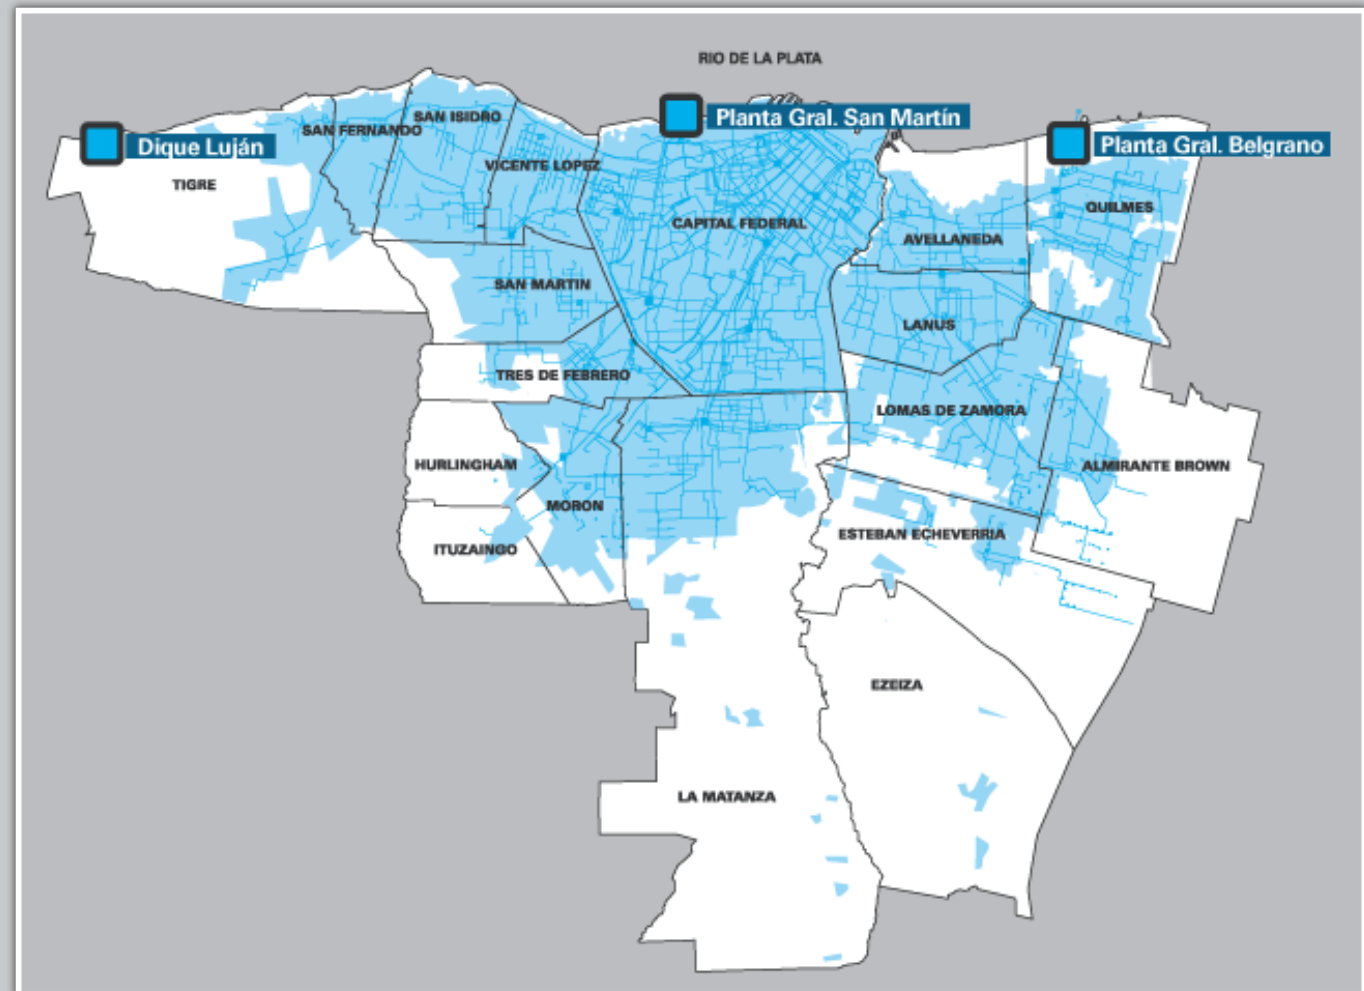 RIO DE LA PLATA
SAN ISIDRO
SAN FERNANDO
Planta Gral. San Martín
Dique Luján
Planta Gral. Belgrano
VICENTE LOPEZ
TIGRE
QUILMES
CAPITAL FEDERAL
AVELLANEDA
SAN MARTIN
LANUS
TRES DE FEBRERO
LOMAS DE ZAMORA
HURLINGHAM
ALMIRANTE BROWN
MORON
ESTEBAN ECHEVERRIA
ITUZAINGO
EZEIZA
LA MATANZA